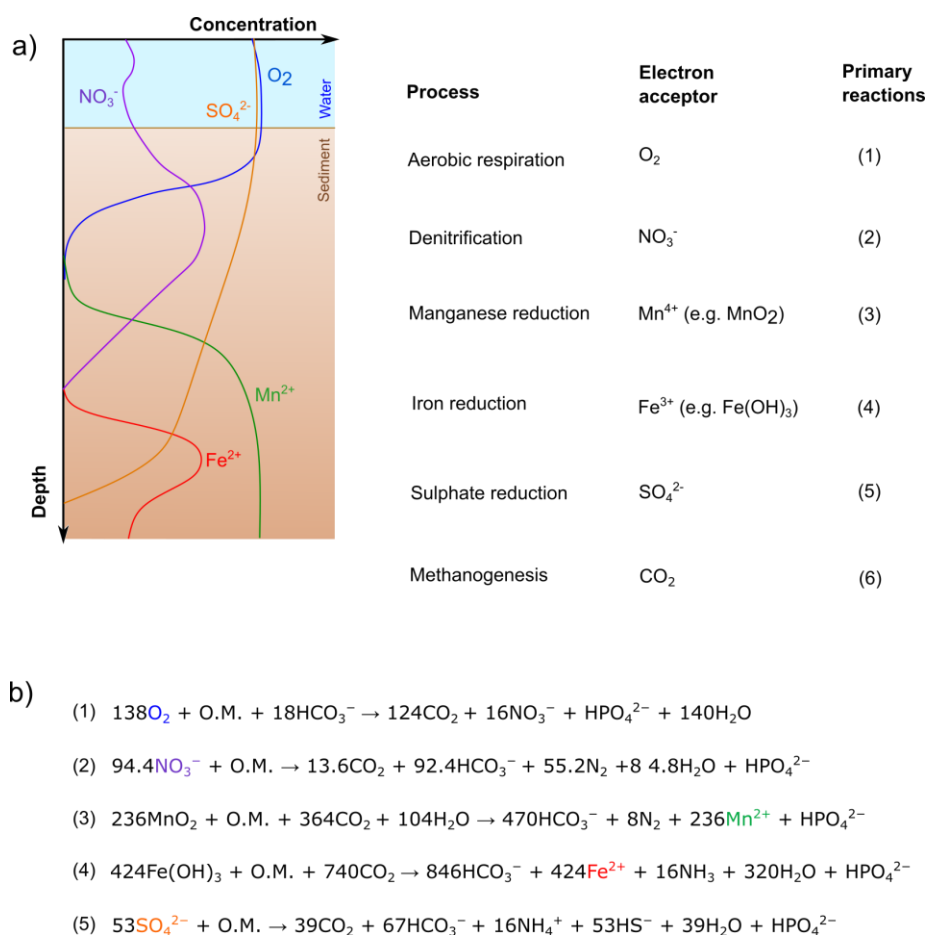 a)
Concentration
Depth
O₂
NO₃⁻
SO₄²⁻
Water
Sediment
Mn²⁺
Fe²⁺
Process Electron acceptor Primary reactions
Aerobic respiration O₂ (1)
Denitrification NO₃⁻ (2)
Manganese reduction Mn⁴⁺ (e.g. MnO₂) (3)
Iron reduction Fe³⁺ (e.g. Fe(OH)₃) (4)
Sulphate reduction SO₄²⁻ (5)
Methanogenesis CO₂ (6)
b)
(1) 138O₂ + O.M. + 18HCO₃⁻ → 124CO₂ + 16NO₃⁻ + HPO₄²⁻ + 140H₂O
(2) 94.4NO₃⁻ + O.M. → 13.6CO₂ + 92.4HCO₃⁻ + 55.2N₂ +8 4.8H₂O + HPO₄²⁻
(3) 236MnO₂ + O.M. + 364CO₂ + 104H₂O → 470HCO₃⁻ + 8N₂ + 236Mn²⁺ + HPO₄²⁻
(4) 424Fe(OH)₃ + O.M. + 740CO₂ → 846HCO₃⁻ + 424Fe²⁺ + 16NH₃ + 320H₂O + HPO₄²⁻
(5) 53SO₄²⁻ + O.M. → 39CO₂ + 67HCO₃⁻ + 16NH₄⁺ + 53HS⁻ + 39H₂O + HPO₄²⁻